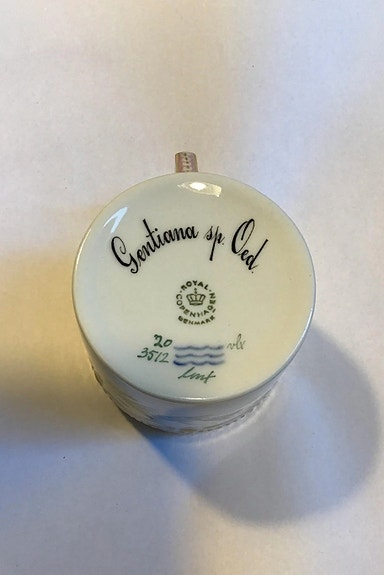 Gentiana sp. Oed.
ROYAL
COPENHAGEN
DENMARK
20
3512